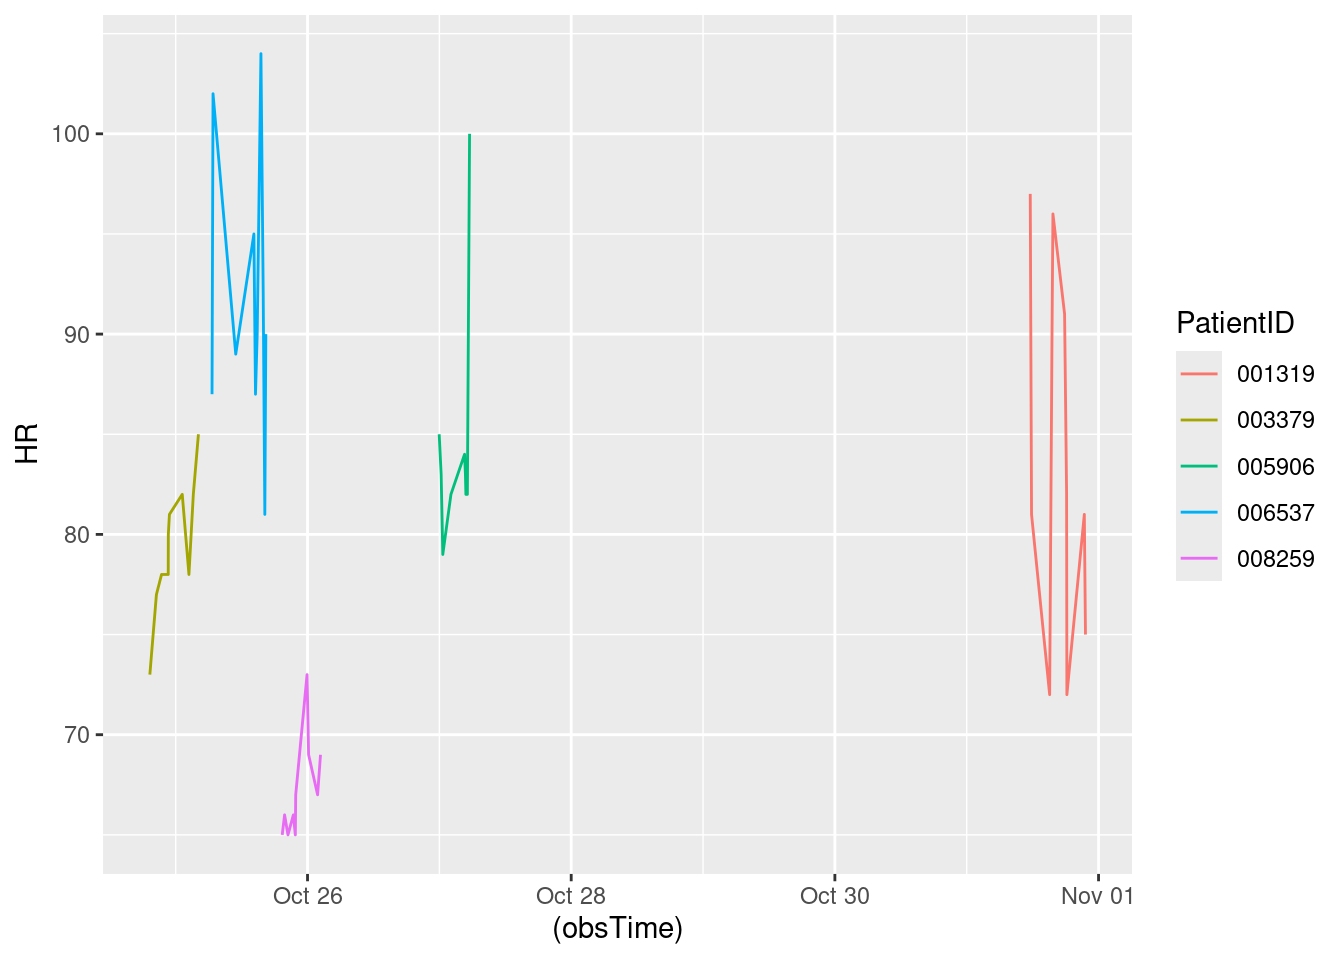 100
90
80
70
HR
Oct 26
Oct 28
Oct 30
Nov 01
(obsTime)
PatientID
001319
003379
005906
006537
008259